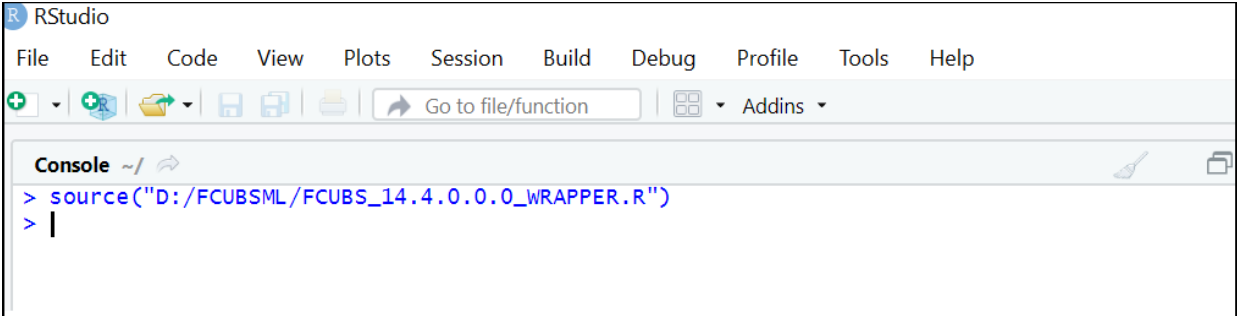 R RStudio
File Edit Code View Plots Session Build Debug Profile Tools Help
R Go to file/function Addins
Console ~/
> source("D:/FCUBSML/FCUBS_14.4.0.0.0_WRAPPER.R")
>